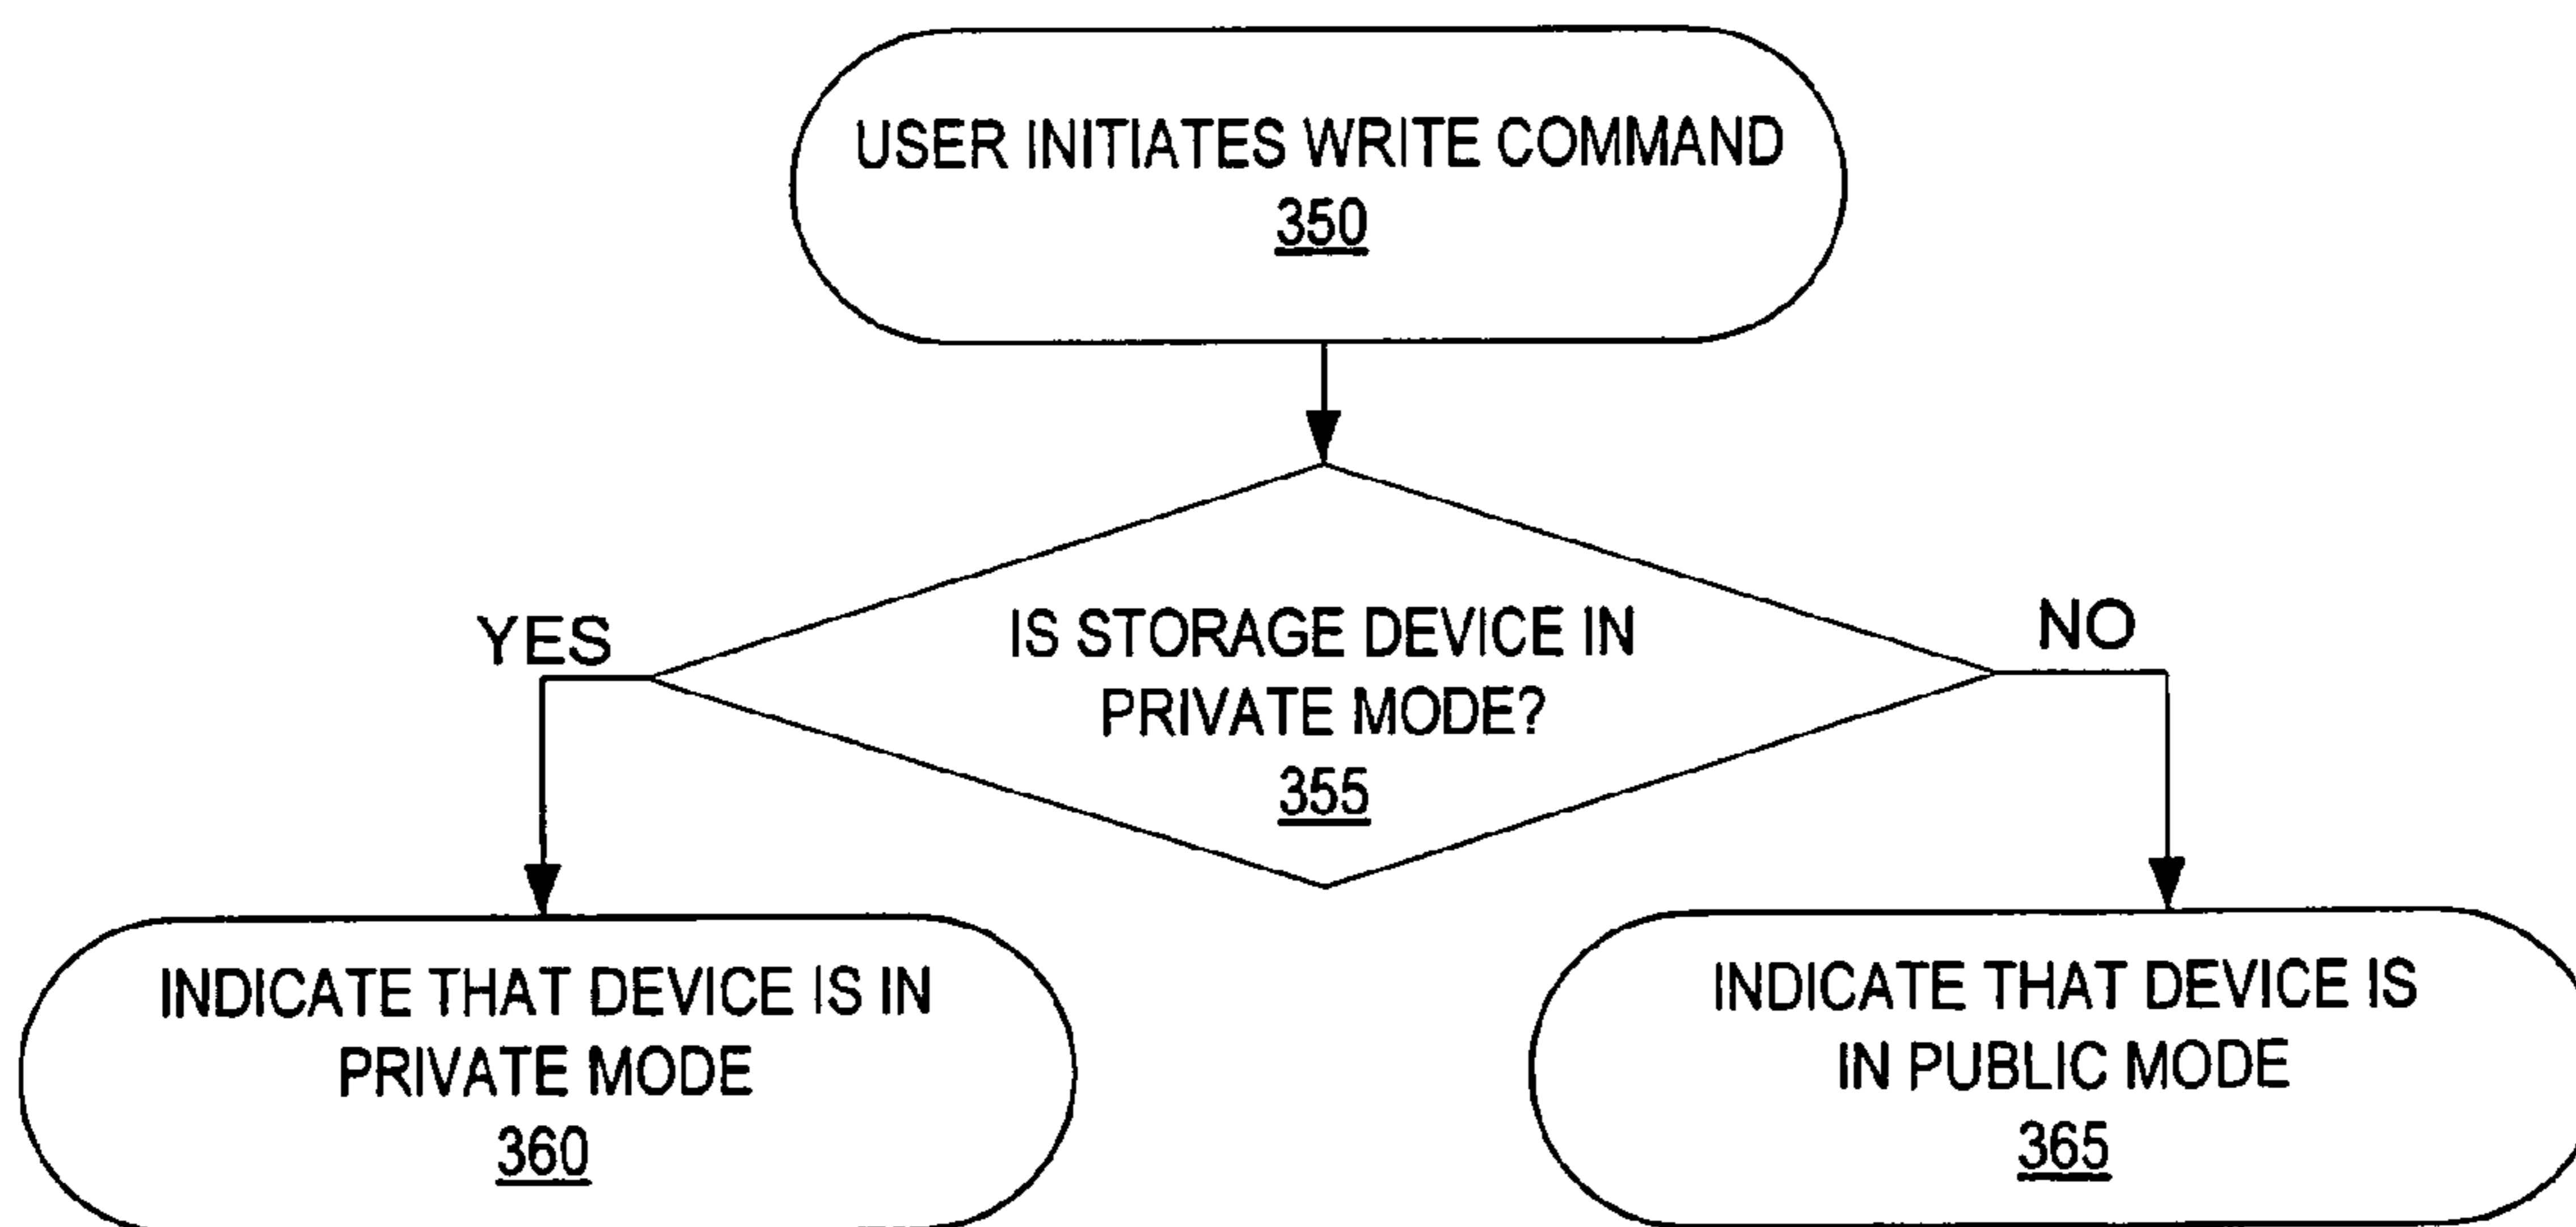 USER INITIATES WRITE COMMAND
350
YES
IS STORAGE DEVICE IN
PRIVATE MODE?
355
NO
INDICATE THAT DEVICE IS IN
PRIVATE MODE
360
INDICATE THAT DEVICE IS
IN PUBLIC MODE
365